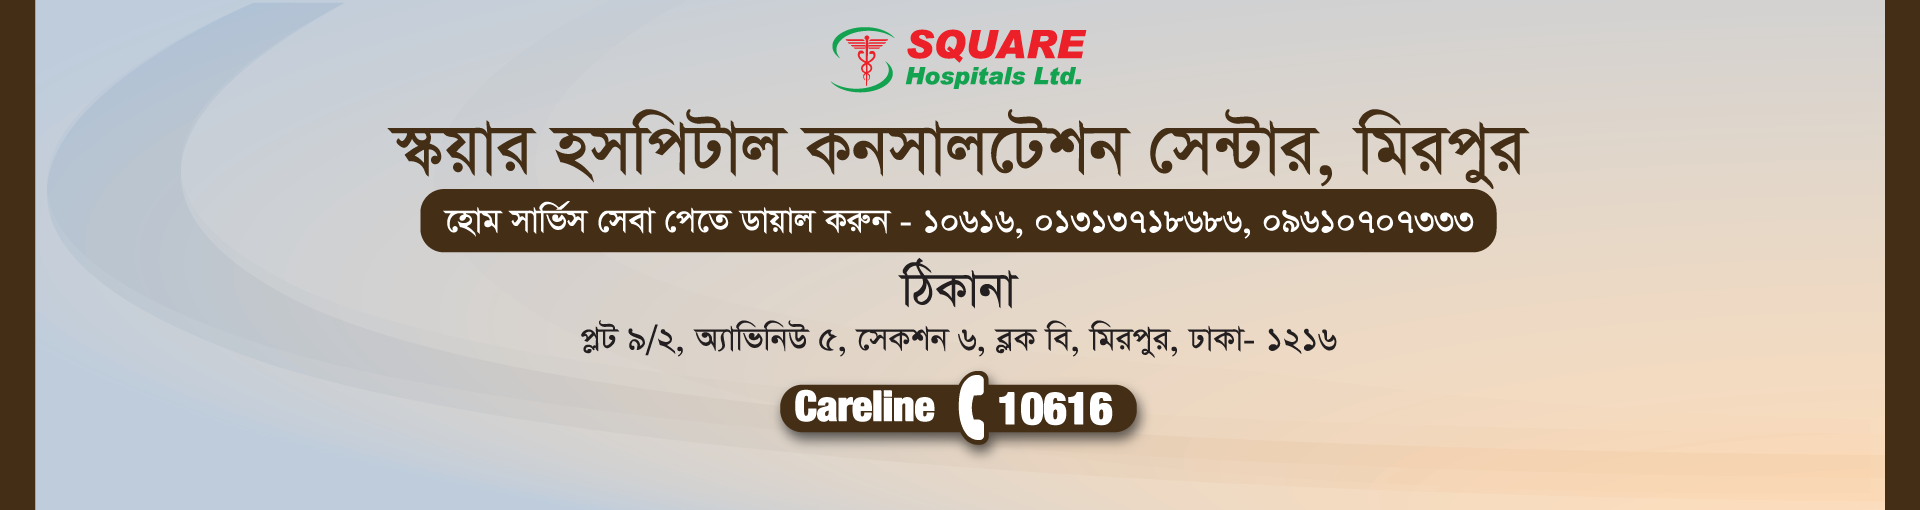 SQUARE
Hospitals Ltd.
স্কয়ার হসপিটাল কনসালটেশন সেন্টার, মিরপুর
হোম সার্ভিস সেবা পেতে ডায়াল করুন - ১০৬১৬, ০১৩১৩৭১৮৬৮৬, ০৯৬১০৭০৭৩৩৩
ঠিকানা
প্লট ৯/২, অ্যাভিনিউ ৫, সেকশন ৬, ব্লক বি, মিরপুর, ঢাকা- ১২১৬
Careline 10616